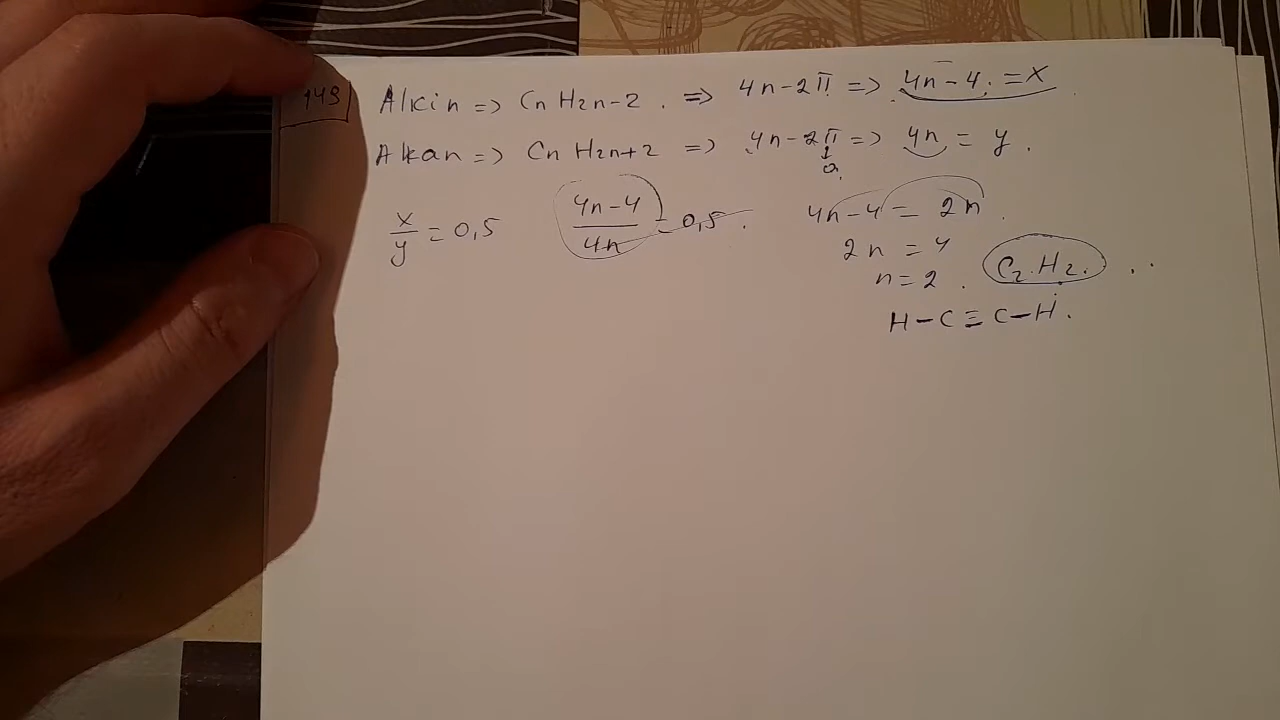 149 Alkin => CnH2n-2 . => 4n-2π => 4n-4. = x
Alkan => CnH2n+2 => 4n-2π => 4n = y .
0.
x/y = 0,5 (4n-4)/4n = 0,5 . 4n-4 = 2n .
2n = 4
n = 2 . C2H2. . .
H-C≡C-H.